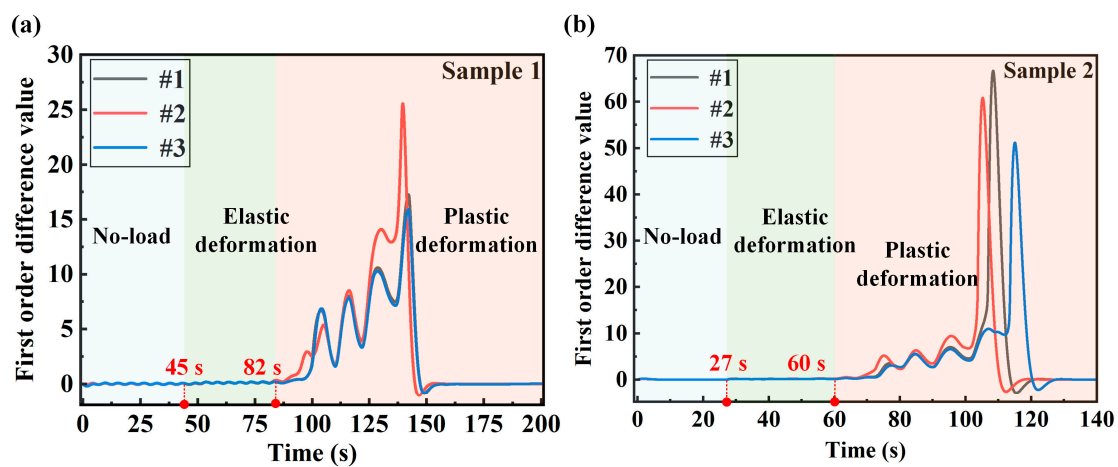 (a)
First order difference value
30
25
20
15
10
5
0
#1
#2
#3
Sample 1
No-load
Elastic
deformation
Plastic
deformation
45 s
82 s
0
25
50
75
100
125
150
175
200
Time (s)
(b)
First order difference value
70
60
50
40
30
20
10
0
#1
#2
#3
Sample 2
No-load
Elastic
deformation
Plastic
deformation
27 s
60 s
0
20
40
60
80
100
120
140
Time (s)